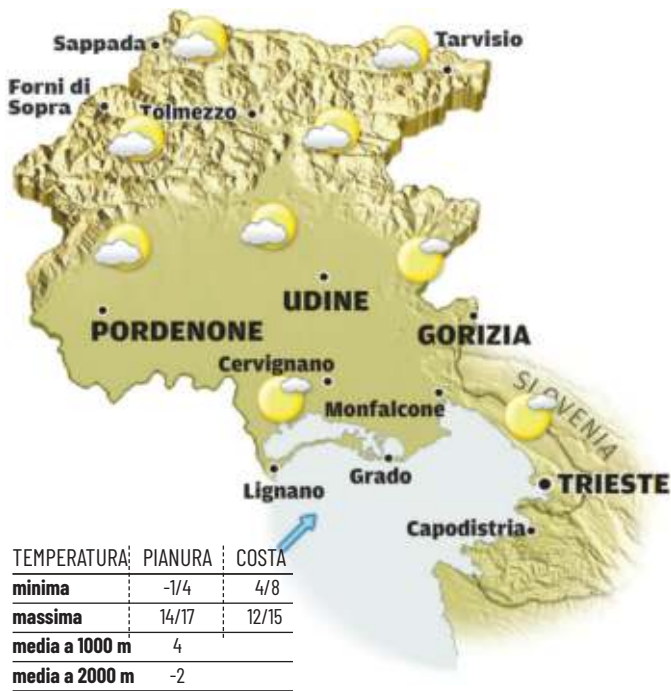 Sappada
Tarvisio
Forni di
Sopra
Tolmezzo
UDINE
PORDENONE
GORIZIA
Cervignano
SLOVENIA
Monfalcone
Grado
Lignano
TRIESTE
Capodistria
TEMPERATURA PIANURA COSTA
minima -1/4 4/8
massima 14/17 12/15
media a 1000 m 4
media a 2000 m -2